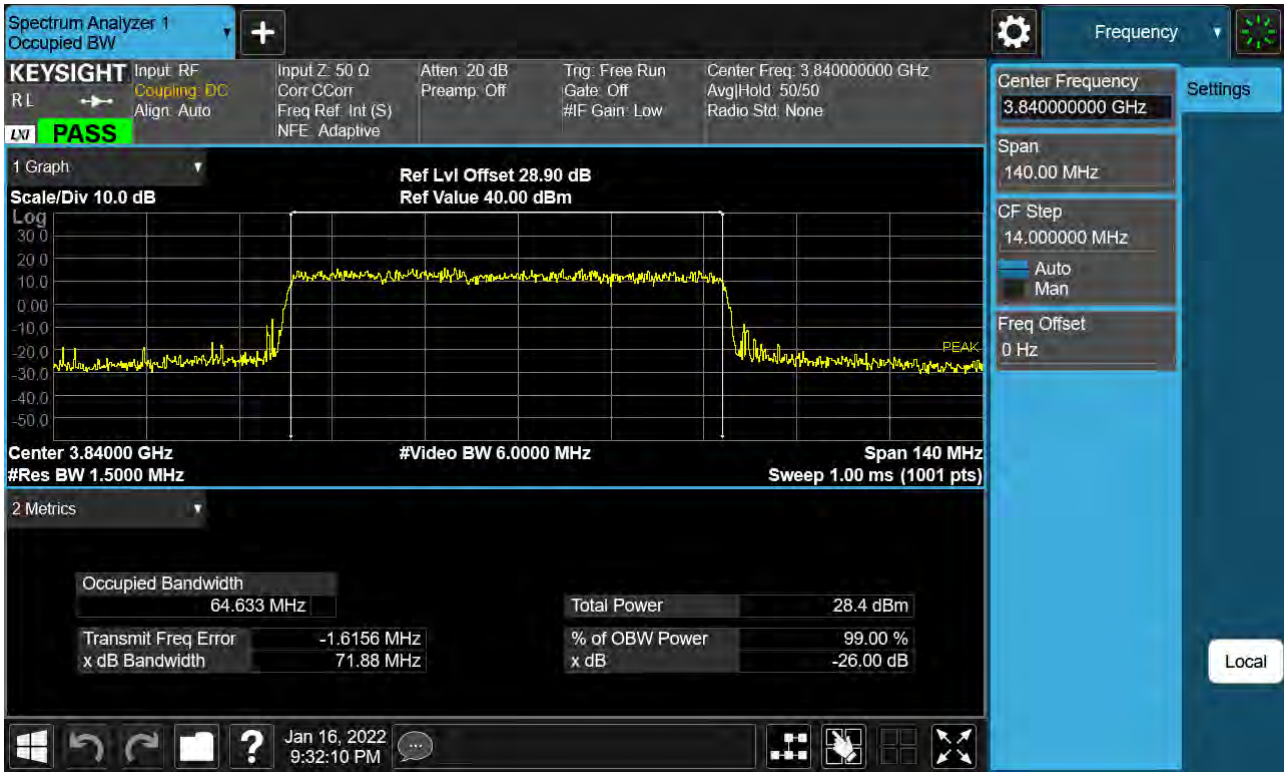 Spectrum Analyzer 1
Occupied BW
+
Frequency
KEYSIGHT
RL
LXI
PASS
Input: RF
Coupling: DC
Align: Auto
Input Z: 50 Ω
Corr CCorr
Freq Ref: Int (S)
NFE: Adaptive
Atten: 20 dB
Preamp: Off
Trig: Free Run
Gate: Off
#IF Gain: Low
Center Freq: 3.840000000 GHz
Avg|Hold: 50/50
Radio Std: None
Center Frequency
3.840000000 GHz
Settings
Span
140.00 MHz
CF Step
14.000000 MHz
Auto
Man
Freq Offset
0 Hz
1 Graph
Ref Lvl Offset 28.90 dB
Scale/Div 10.0 dB
Ref Value 40.00 dBm
Log
30.0
20.0
10.0
0.00
-10.0
-20.0
-30.0
-40.0
-50.0
PEAK
Center 3.84000 GHz
#Video BW 6.0000 MHz
Span 140 MHz
#Res BW 1.5000 MHz
Sweep 1.00 ms (1001 pts)
2 Metrics
Occupied Bandwidth
64.633 MHz
Total Power
28.4 dBm
Transmit Freq Error
-1.6156 MHz
% of OBW Power
99.00 %
x dB Bandwidth
71.88 MHz
x dB
-26.00 dB
Local
?
Jan 16, 2022
9:32:10 PM